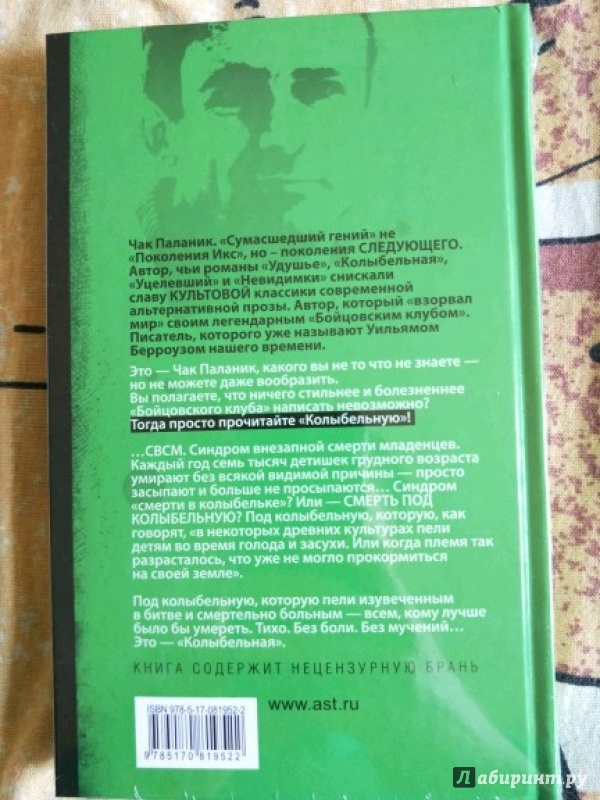 Чак Паланик. «Сумасшедший гений» не
«Поколения Икс», но – поколения СЛЕДУЮЩЕГО.
Автор, чьи романы "Удушье», «Колыбельная»,
«Уцелевший» и «Невидимки» снискали
славу КУЛЬТОВОЙ классики современной
альтернативной прозы. Автор, который «взорвал
мир» своим легендарным «Бойцовским клубом».
Писатель, которого уже называют Уильямом
Берроузом нашего времени.
Это — Чак Паланик, какого вы не то что не знаете —
но не можете даже вообразить.
Вы полагаете, что ничего стильнее и болезненнее
«Бойцовского клуба» написать невозможно?
Тогда просто прочитайте «Колыбельную»!
...СВСМ. Синдром внезапной смерти младенцев.
Каждый год семь тысяч детишек грудного возраста
умирают без всякой видимой причины — просто
засыпают и больше не просыпаются... Синдром
«смерти в колыбельке»? Или — СМЕРТЬ ПОД
КОЛЫБЕЛЬНУЮ? Под колыбельную, которую, как
говорят, «в некоторых древних культурах пели
детям во время голода и засухи. Или когда племя так
разрасталось, что уже не могло прокормиться
на своей земле».
Под колыбельную, которую пели изувеченным
в битве и смертельно больным — всем, кому лучше
было бы умереть. Тихо. Без боли. Без мучений...
Это — «Колыбельная».
КНИГА СОДЕРЖИТ НЕЦЕНЗУРНУЮ БРАНЬ
www.ast.ru
ISBN 978-5-17-081952-2
9 785170 819522
Лабиринт.ру